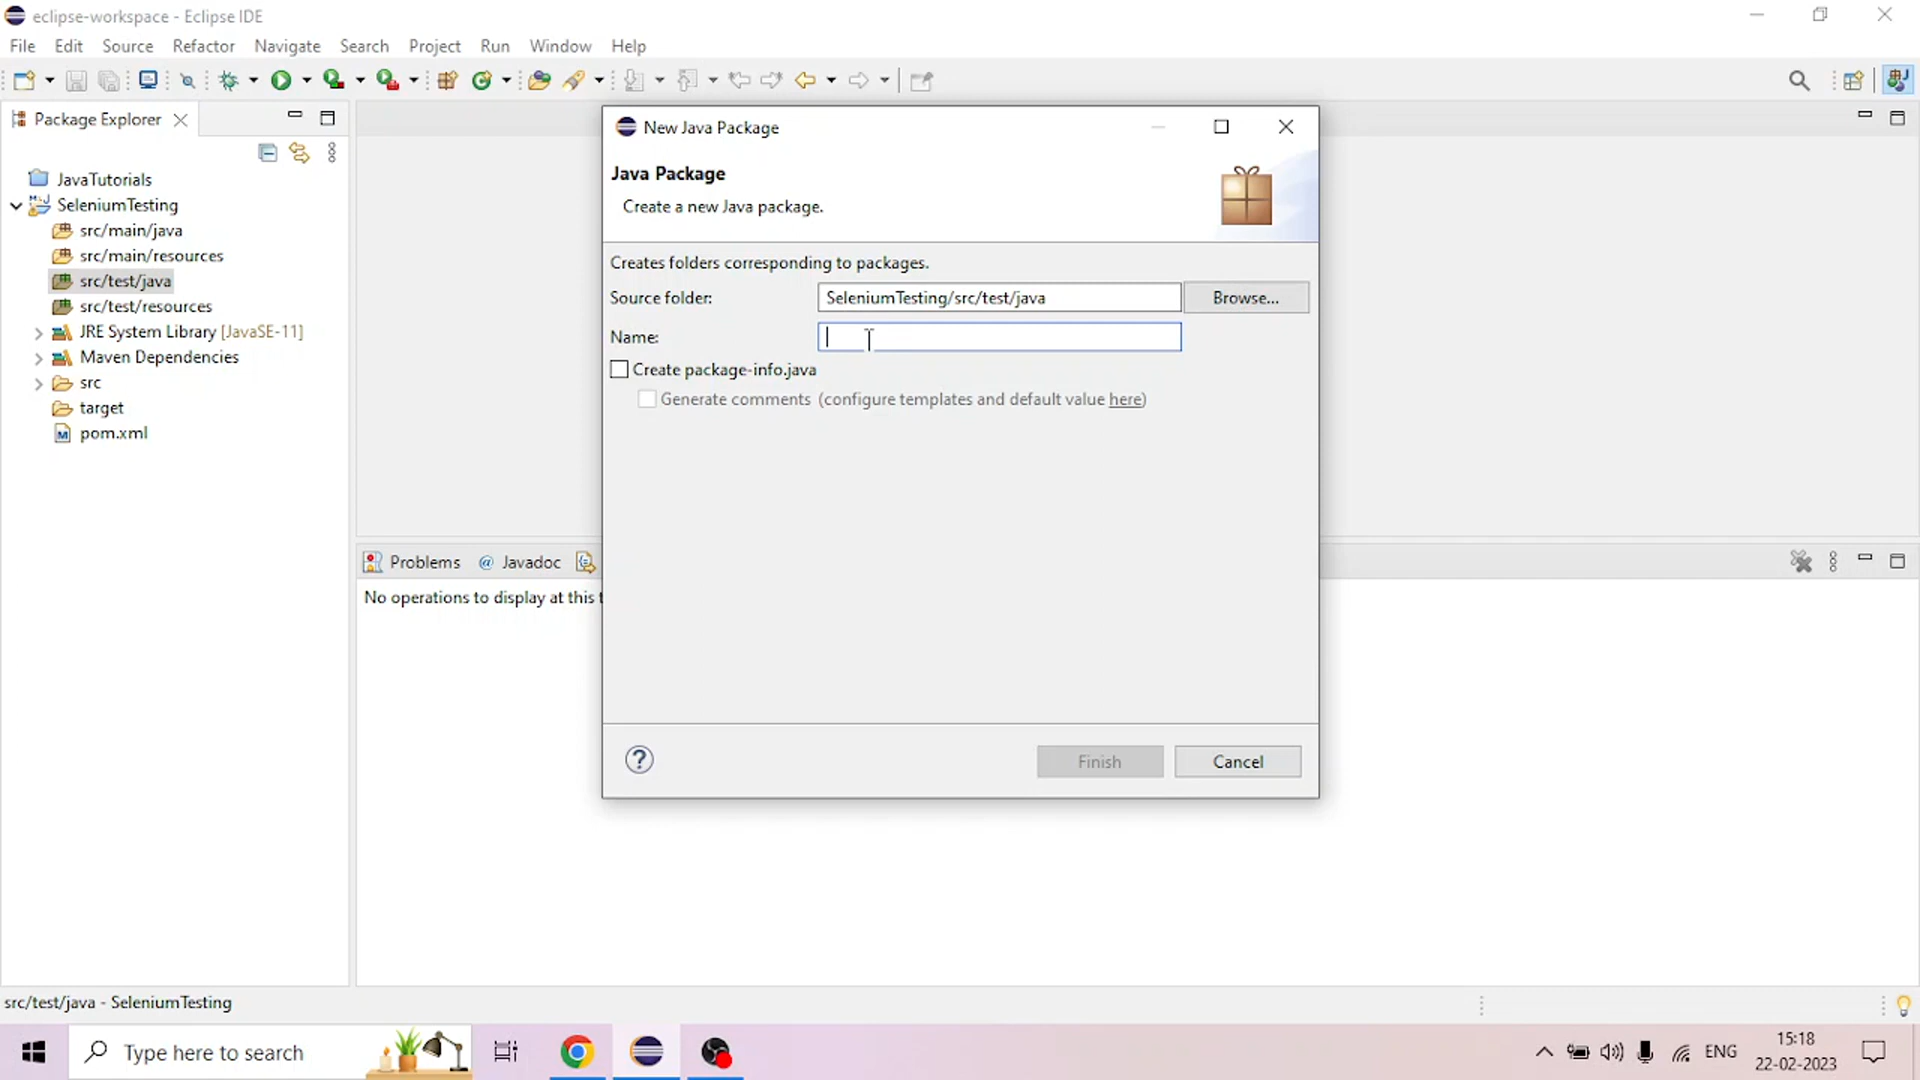 eclipse-workspace - Eclipse IDE
File Edit Source Refactor Navigate Search Project Run Window Help
Package Explorer
JavaTutorials
SeleniumTesting
src/main/java
src/main/resources
src/test/java
src/test/resources
JRE System Library [JavaSE-11]
Maven Dependencies
src
target
pom.xml
New Java Package
Java Package
Create a new Java package.
Creates folders corresponding to packages.
Source folder: SeleniumTesting/src/test/java Browse...
Name:
Create package-info.java
Generate comments (configure templates and default value here)
Finish Cancel
Problems @ Javadoc
No operations to display at this t
src/test/java - SeleniumTesting
Type here to search
ENG
15:18
22-02-2023